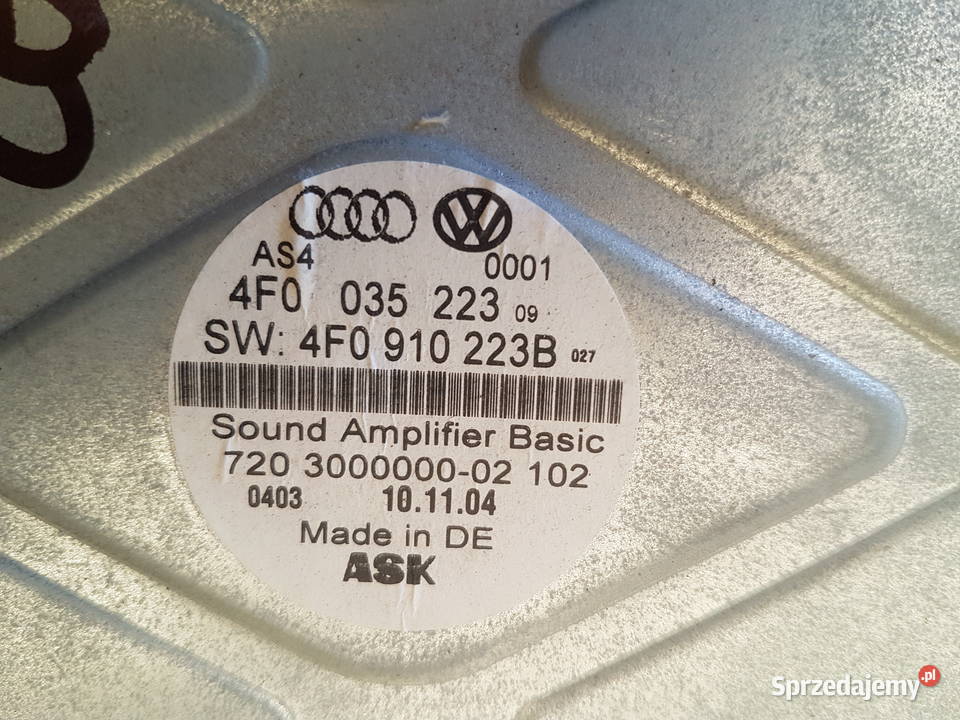 AS4 0001
4F0 035 223 09
SW: 4F0 910 223B 027
Sound Amplifier Basic
720 3000000-02 102
0403 10.11.04
Made in DE
ASK
Sprzedajemy.pl